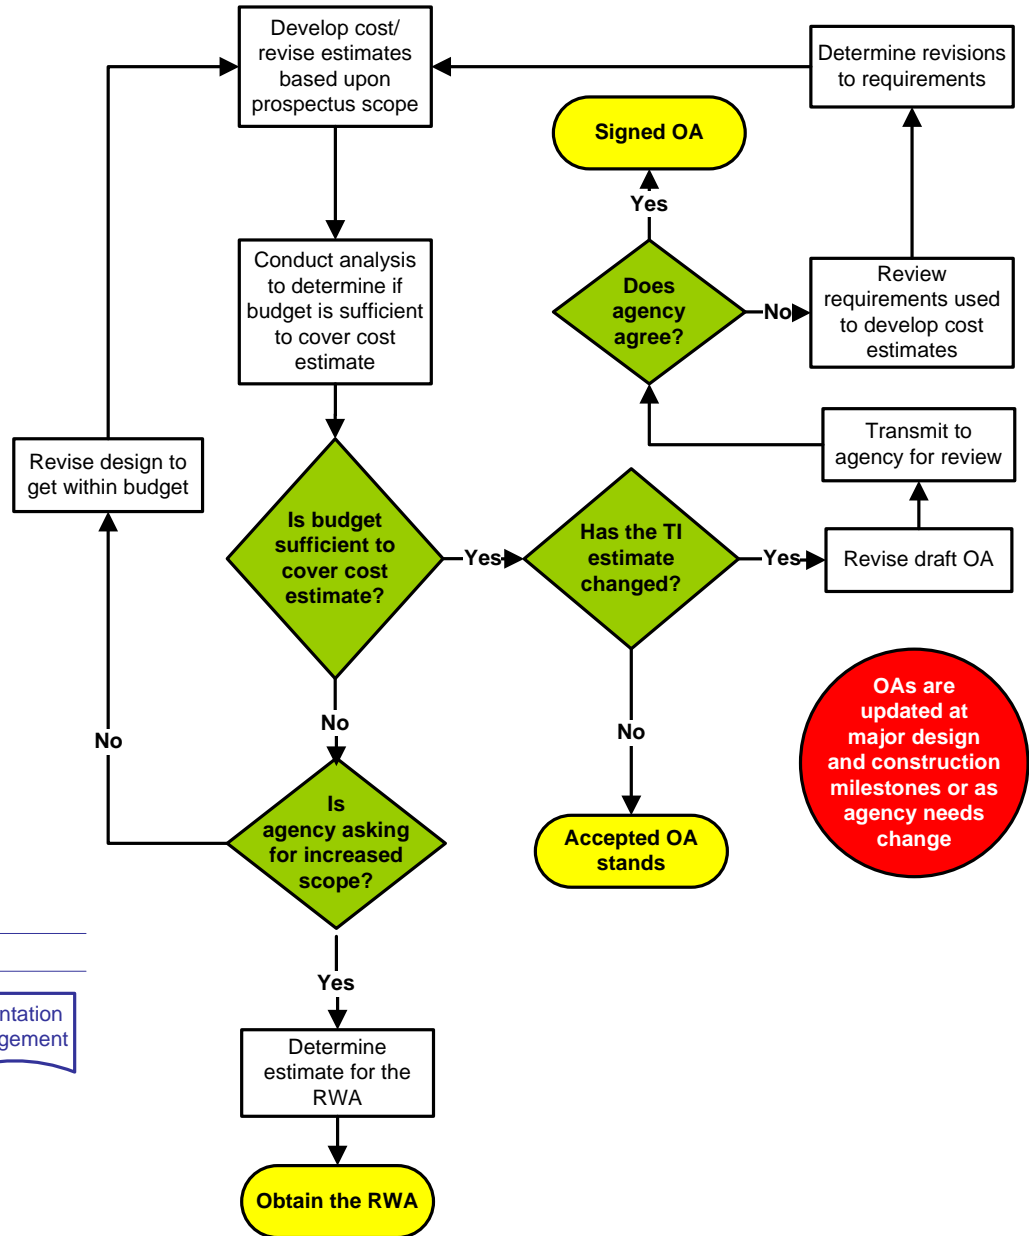 Develop cost/
revise estimates
based upon
prospectus scope
Determine revisions
to requirements
Signed OA
Yes
Conduct analysis
to determine if
budget is sufficient
to cover cost
estimate
Does
agency
agree?
No
Review
requirements used
to develop cost
estimates
Transmit to
agency for review
Revise design to
get within budget
Is budget
sufficient to
cover cost
estimate?
Yes
Has the TI
estimate
changed?
Yes
Revise draft OA
No
No
No
OAs are
updated at
major design
and construction
milestones or as
agency needs
change
Is
agency asking
for increased
scope?
Accepted OA
stands
Yes
ntation
gement
Determine
estimate for the
RWA
Obtain the RWA